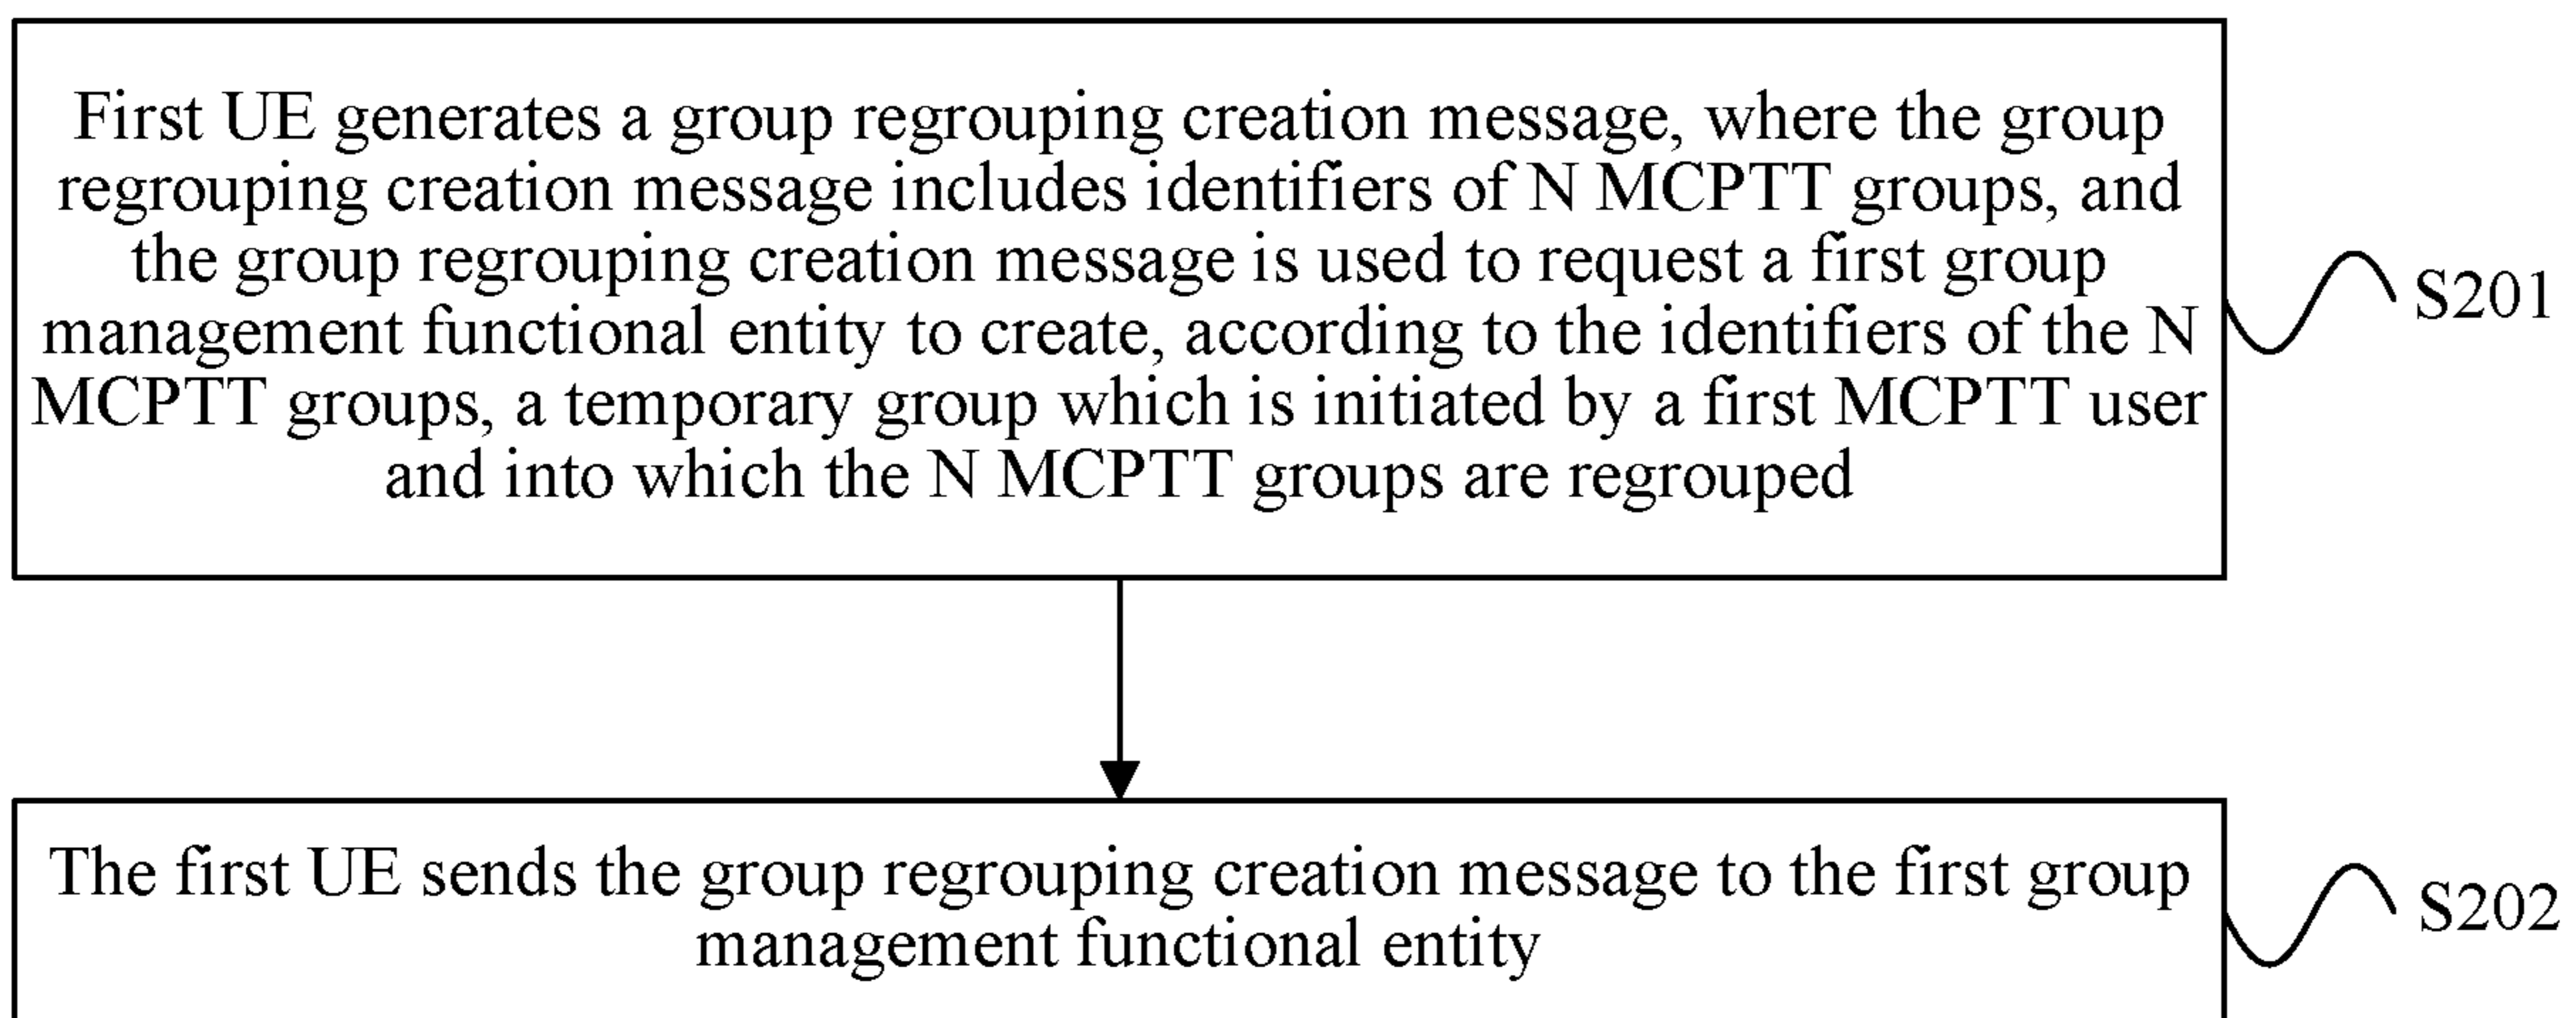 First UE generates a group regrouping creation message, where the group
regrouping creation message includes identifiers of N MCPTT groups, and
the group regrouping creation message is used to request a first group
management functional entity to create, according to the identifiers of the N
MCPTT groups, a temporary group which is initiated by a first MCPTT user
and into which the N MCPTT groups are regrouped
S201
The first UE sends the group regrouping creation message to the first group
management functional entity
S202